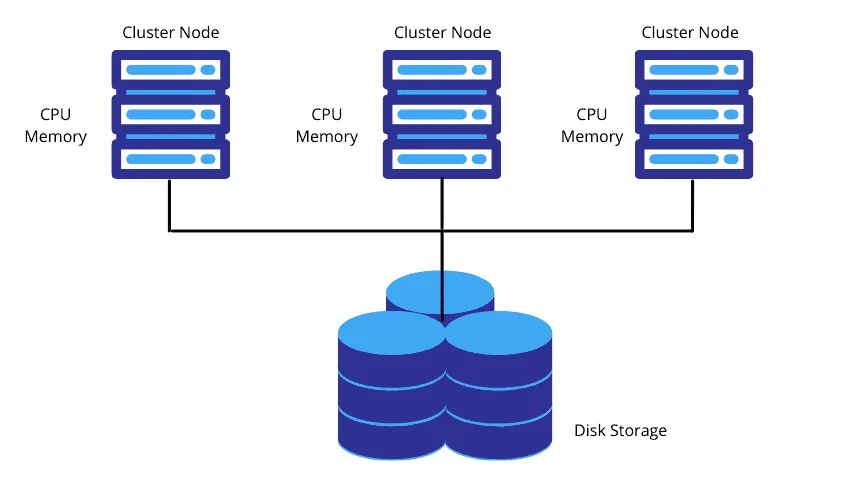 Cluster Node
Cluster Node
Cluster Node
CPU
Memory
CPU
Memory
CPU
Memory
Disk Storage